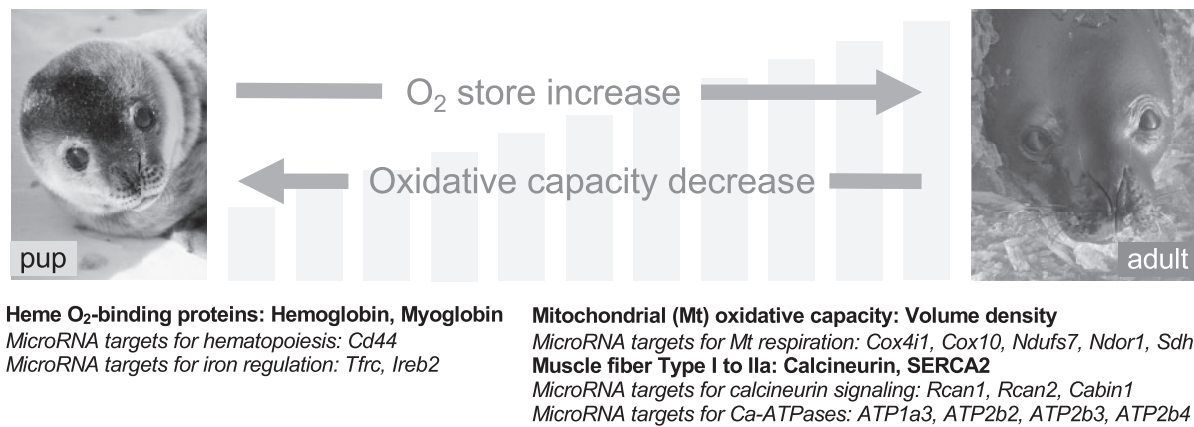 O2 store increase
Oxidative capacity decrease
pup
adult
Heme O2-binding proteins: Hemoglobin, Myoglobin
MicroRNA targets for hematopoiesis: Cd44
MicroRNA targets for iron regulation: Tfrc, Ireb2
Mitochondrial (Mt) oxidative capacity: Volume density
MicroRNA targets for Mt respiration: Cox4i1, Cox10, Ndufs7, Ndor1, Sdh
Muscle fiber Type I to IIa: Calcineurin, SERCA2
MicroRNA targets for calcineurin signaling: Rcan1, Rcan2, Cabin1
MicroRNA targets for Ca-ATPases: ATP1a3, ATP2b2, ATP2b3, ATP2b4